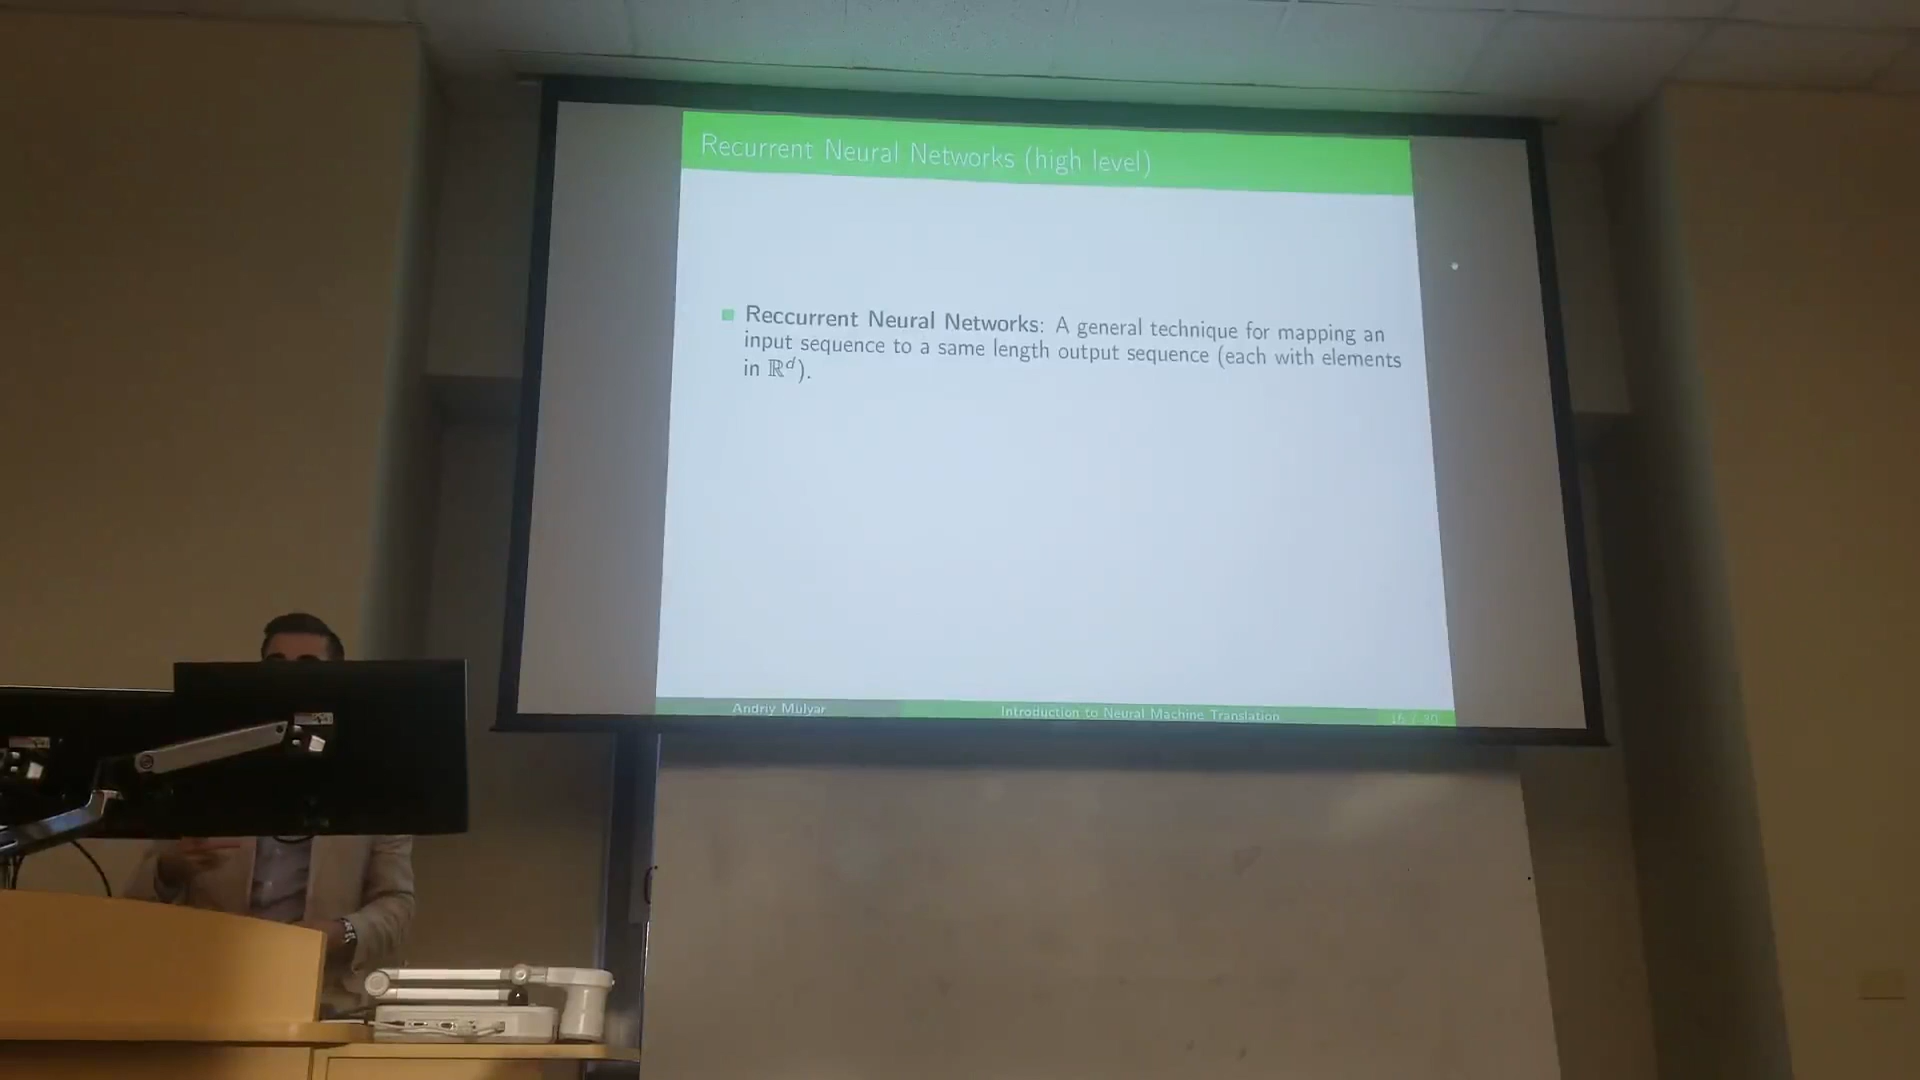 Recurrent Neural Networks (high level)
Reccurrent Neural Networks: A general technique for mapping an
input sequence to a same length output sequence (each with elements
in ℝᵈ).
Andriy Mulyar
Introduction to Neural Machine Translation